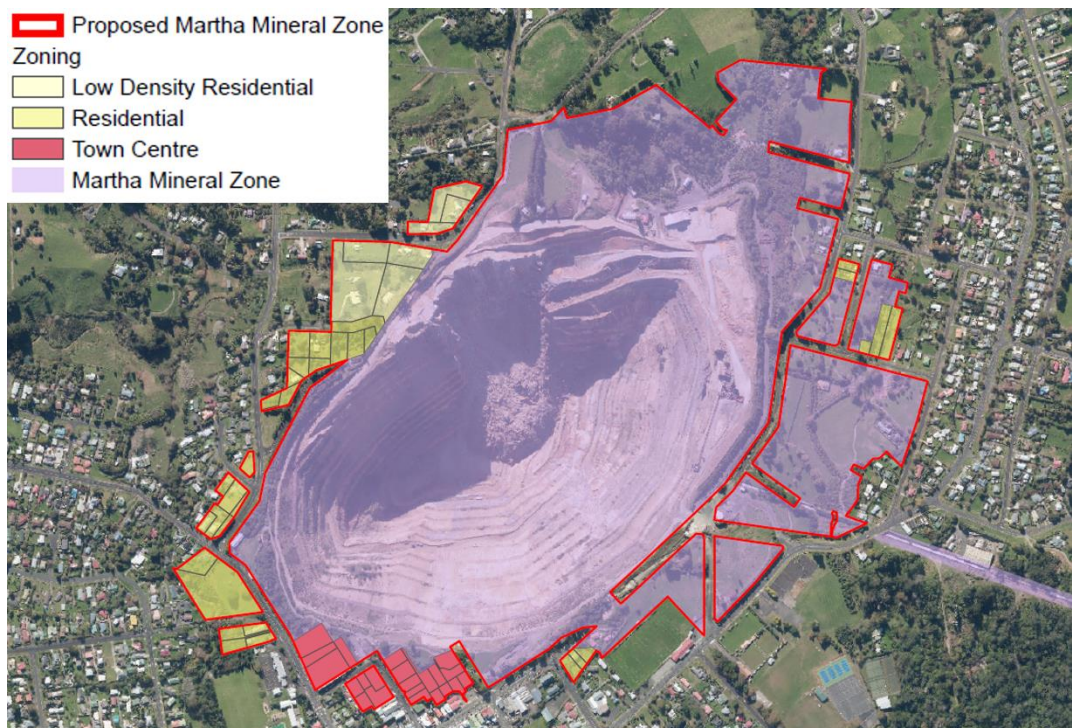 Proposed Martha Mineral Zone
Zoning
Low Density Residential
Residential
Town Centre
Martha Mineral Zone